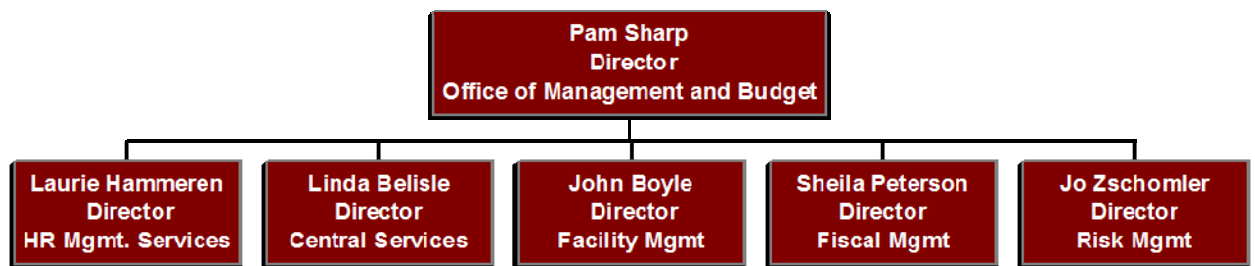 Pam Sharp
Director
Office of Management and Budget
Laurie Hammeren
Director
HR Mgmt. Services
Linda Belisle
Director
Central Services
John Boyle
Director
Facility Mgmt
Sheila Peterson
Director
Fiscal Mgmt
Jo Zschomler
Director
Risk Mgmt